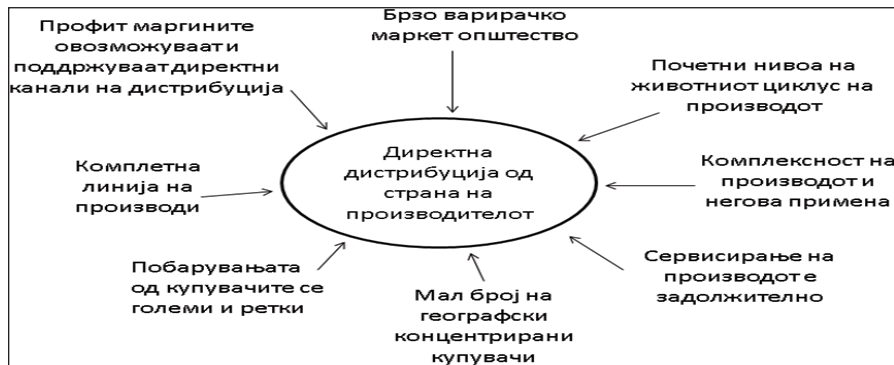 Профит маргините
овозможуваат и
поддржуваат директни
канали на дистрибуција
Брзо варирачко
маркет општество
Почетни нивоа на
животниот циклус на
производот
Комплетна
линија на
производи
Директна
дистрибуција од
страна на
производителот
Комплексност на
производот и
негова примена
Побарувањата
од купувачите се
големи и ретки
Мал број на
географски
концентрирани
купувачи
Сервисирање на
производот е
задолжително